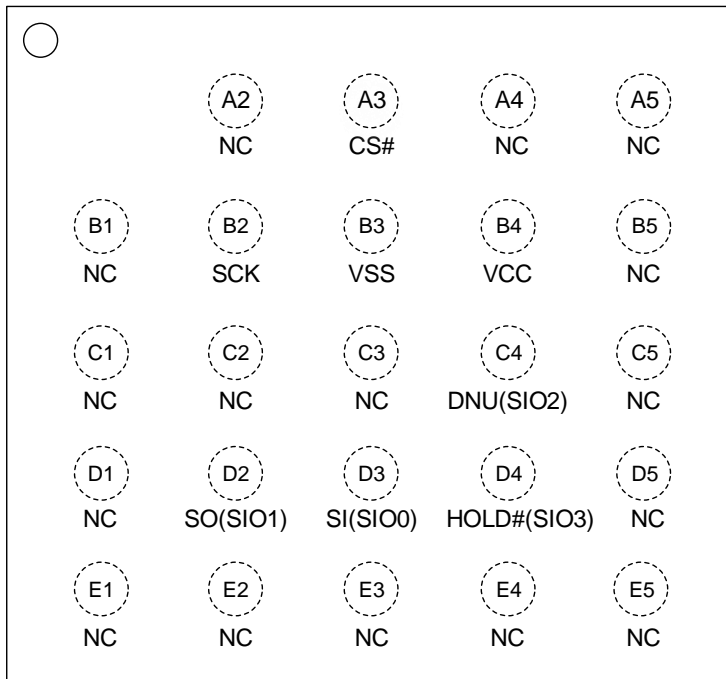 A2 A3 A4 A5
NC CS# NC NC
B1 B2 B3 B4 B5
NC SCK VSS VCC NC
C1 C2 C3 C4 C5
NC NC NC DNU(SIO2) NC
D1 D2 D3 D4 D5
NC SO(SIO1) SI(SIO0) HOLD#(SIO3) NC
E1 E2 E3 E4 E5
NC NC NC NC NC